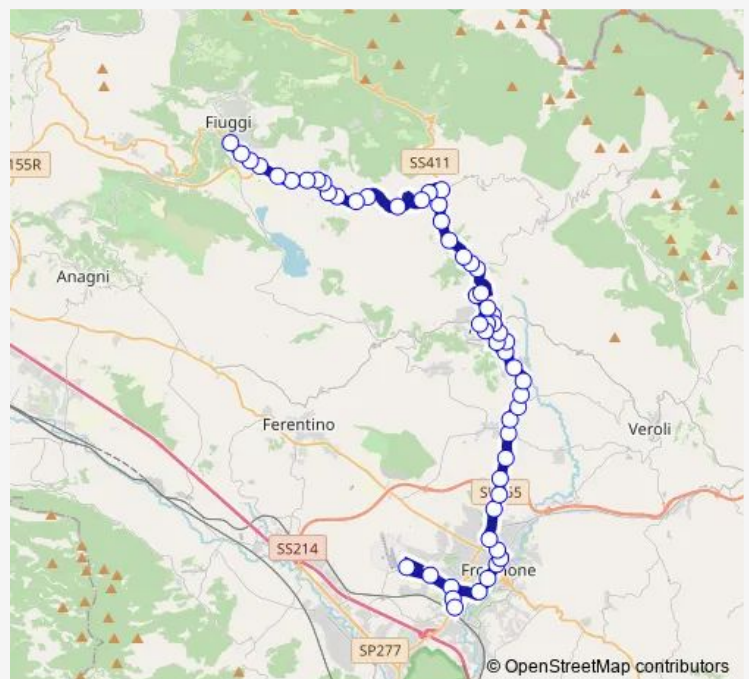 Fiuggi
SS411
155R
Anagni
Ferentino
Veroli
SS214
SP277
© OpenStreetMap contributors